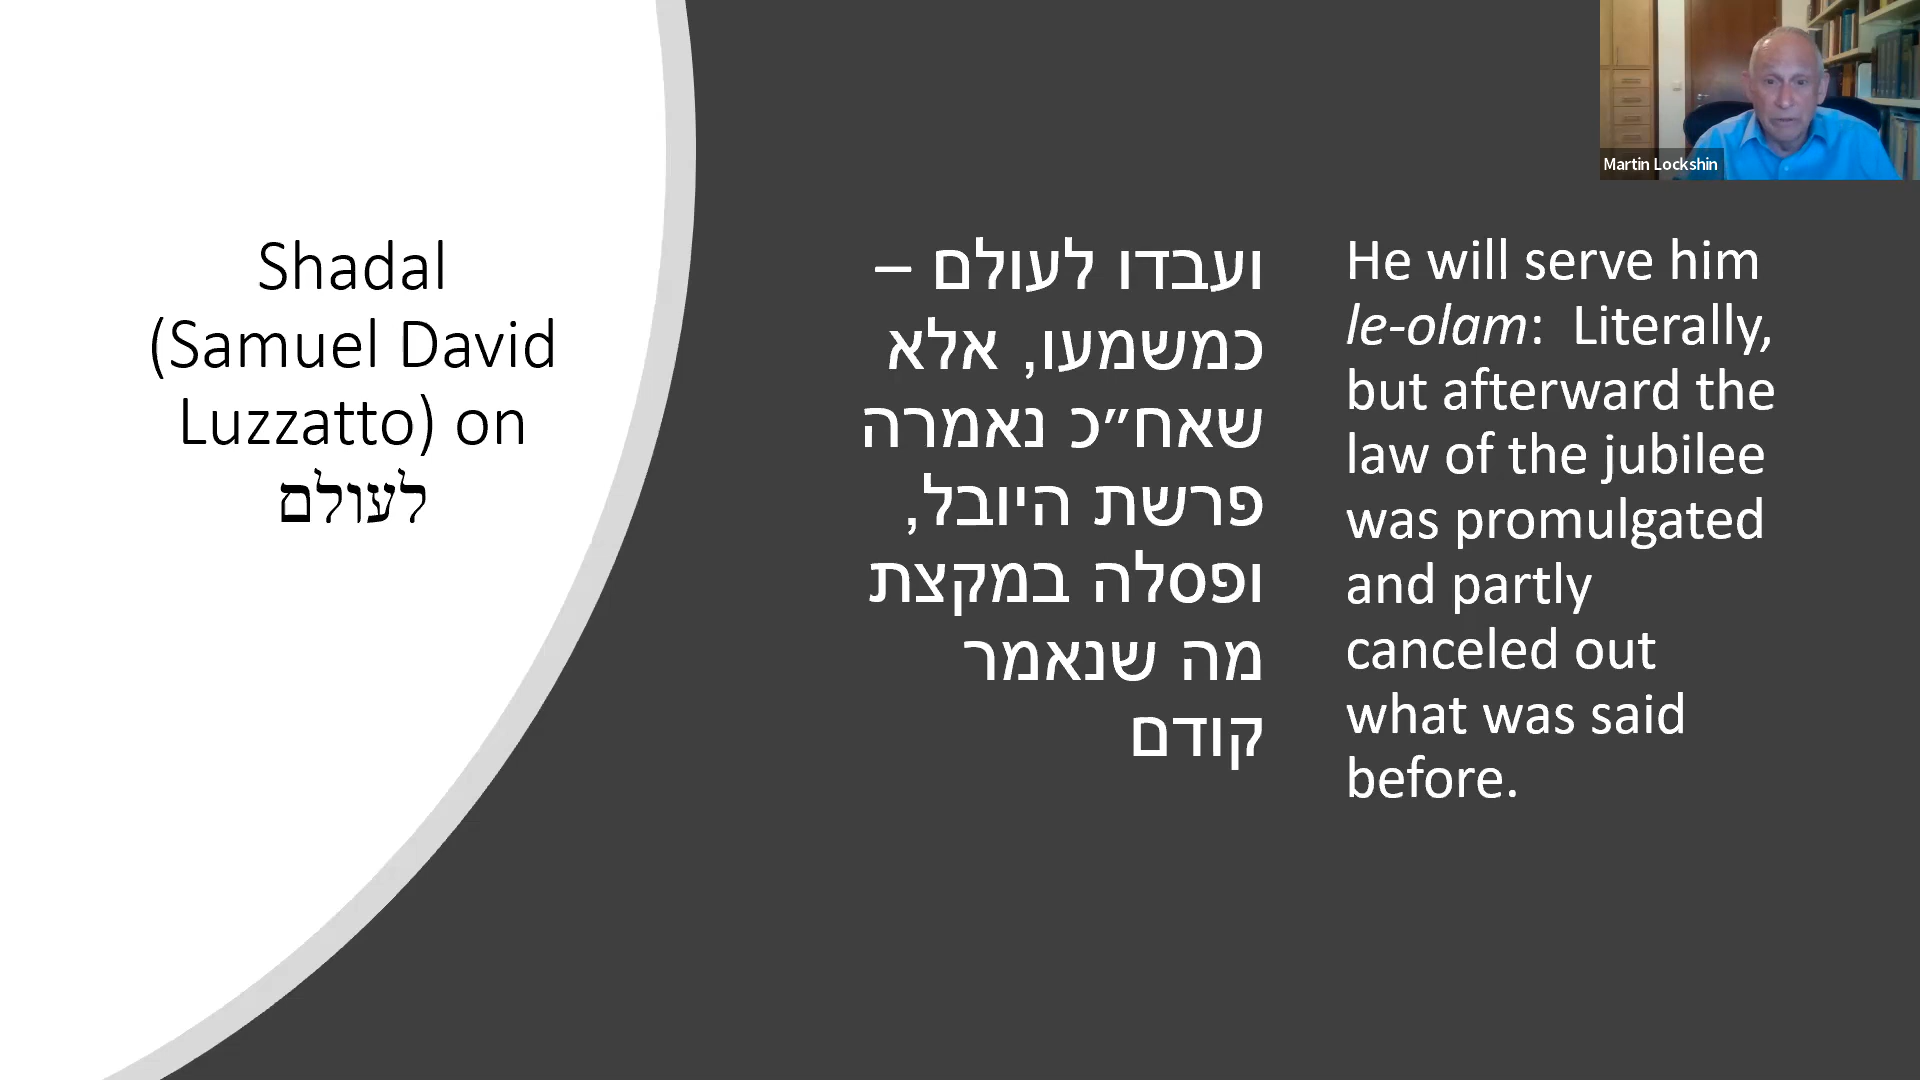 Shadal
(Samuel David
Luzzatto) on
לעולם
ועבדו לעולם –
כמשמעו, אלא
שאח״כ נאמרה
פרשת היובל,
ופסלה במקצת
מה שנאמר
קודם
He will serve him
le-olam: Literally,
but afterward the
law of the jubilee
was promulgated
and partly
canceled out
what was said
before.
Martin Lockshin